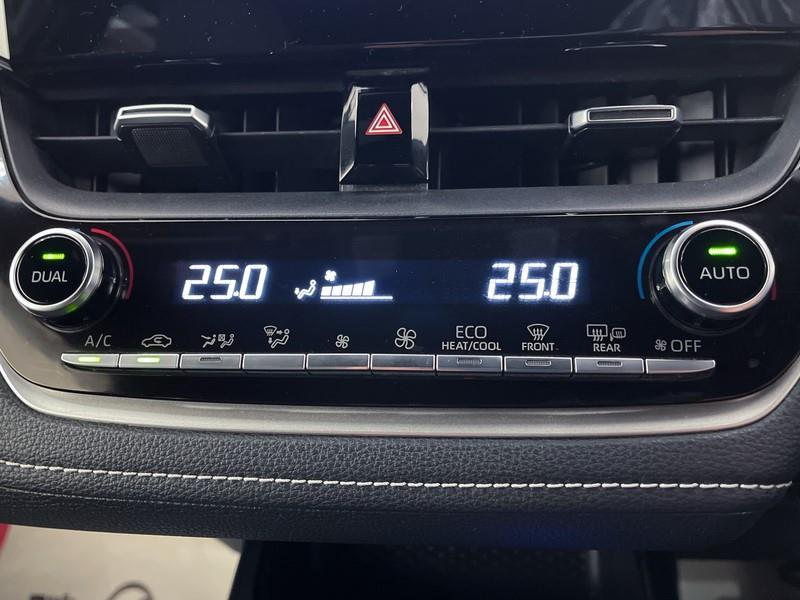 DUAL
25.0
25.0
AUTO
A/C
ECO
HEAT/COOL
FRONT
REAR
OFF